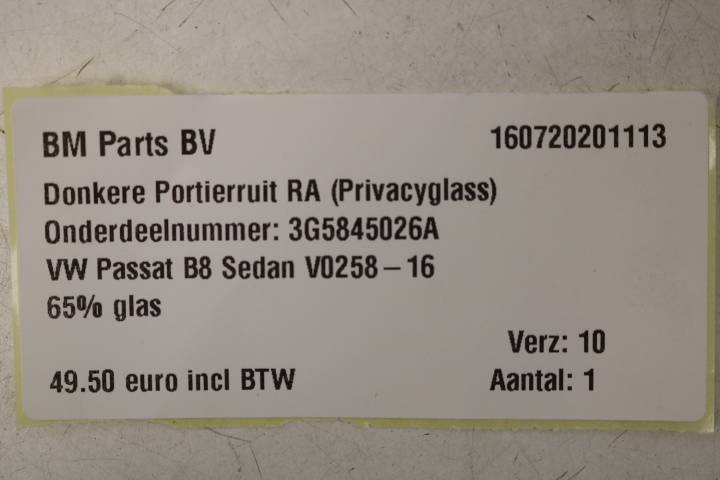 BM Parts BV 160720201113
Donkere Portierruit RA (Privacyglass)
Onderdeelnummer: 3G5845026A
VW Passat B8 Sedan V0258 – 16
65% glas
Verz: 10
49.50 euro incl BTW Aantal: 1